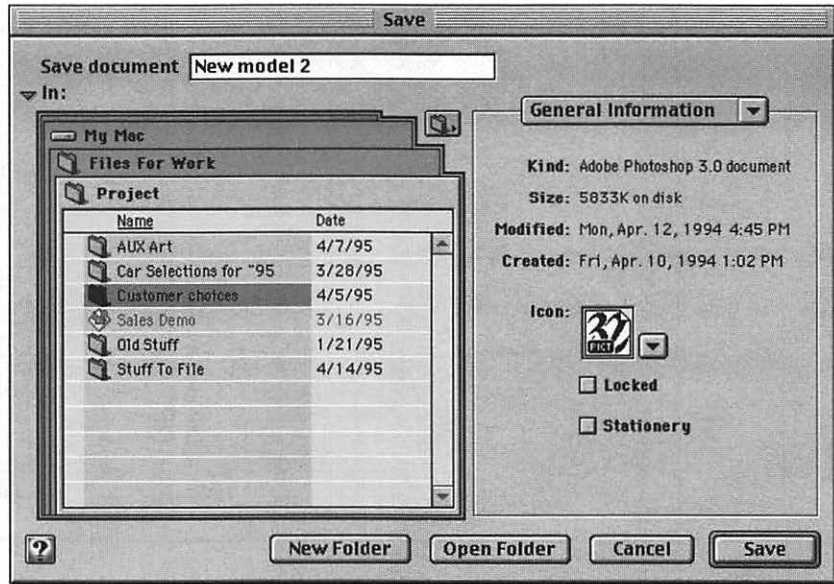 Save
Save document New model 2
In:
My Mac
Files For Work
Project
Name Date
AUX Art 4/7/95
Car Selections for "95 3/28/95
Customer choices 4/5/95
Sales Demo 3/16/95
Old Stuff 1/21/95
Stuff To File 4/14/95
General Information
Kind: Adobe Photoshop 3.0 document
Size: 5833K on disk
Modified: Mon, Apr. 12, 1994 4:45 PM
Created: Fri, Apr. 10, 1994 1:02 PM
Icon:
PICT
Locked
Stationery
? New Folder Open Folder Cancel Save